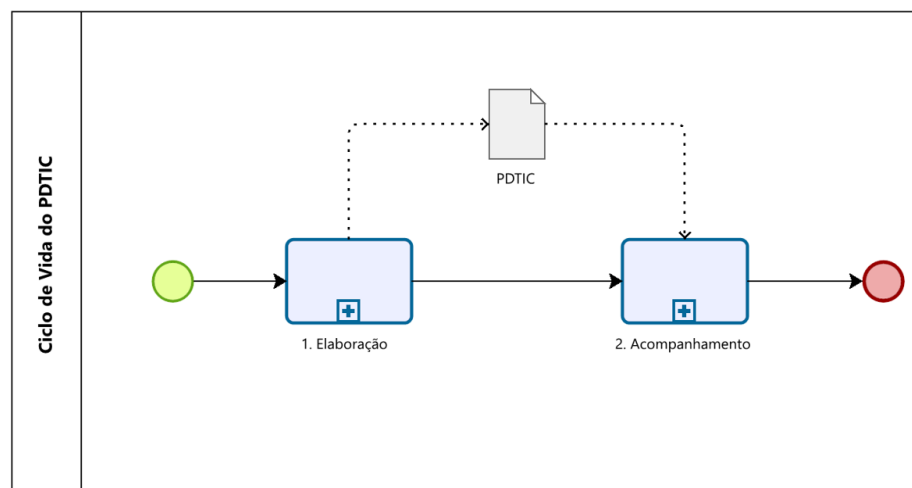 Ciclo de Vida do PDTIC
PDTIC
1. Elaboração
2. Acompanhamento